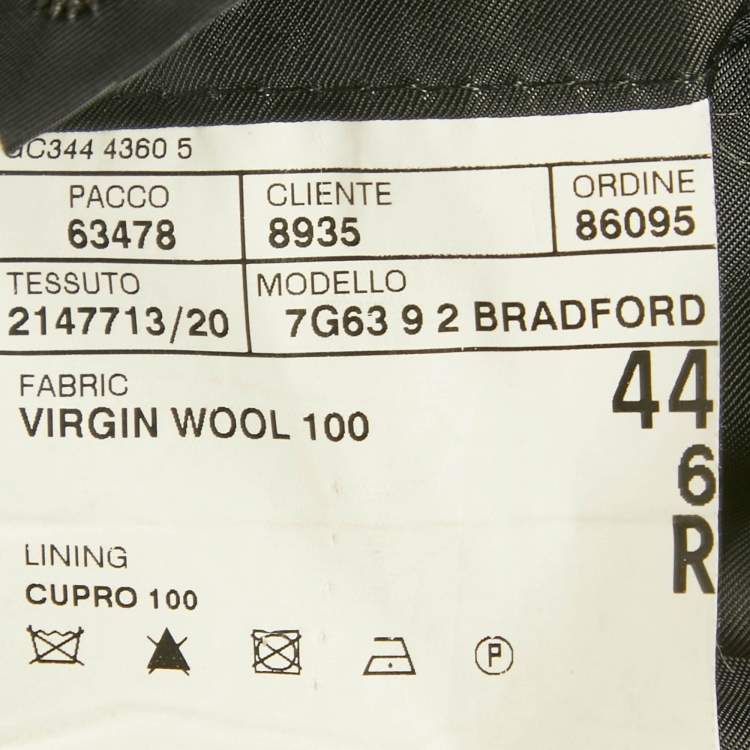 GC344 4360 5
PACCO CLIENTE ORDINE
63478 8935 86095
TESSUTO MODELLO
2147713/20 7G63 9 2 BRADFORD
FABRIC
VIRGIN WOOL 100
44
6
R
LINING
CUPRO 100
P